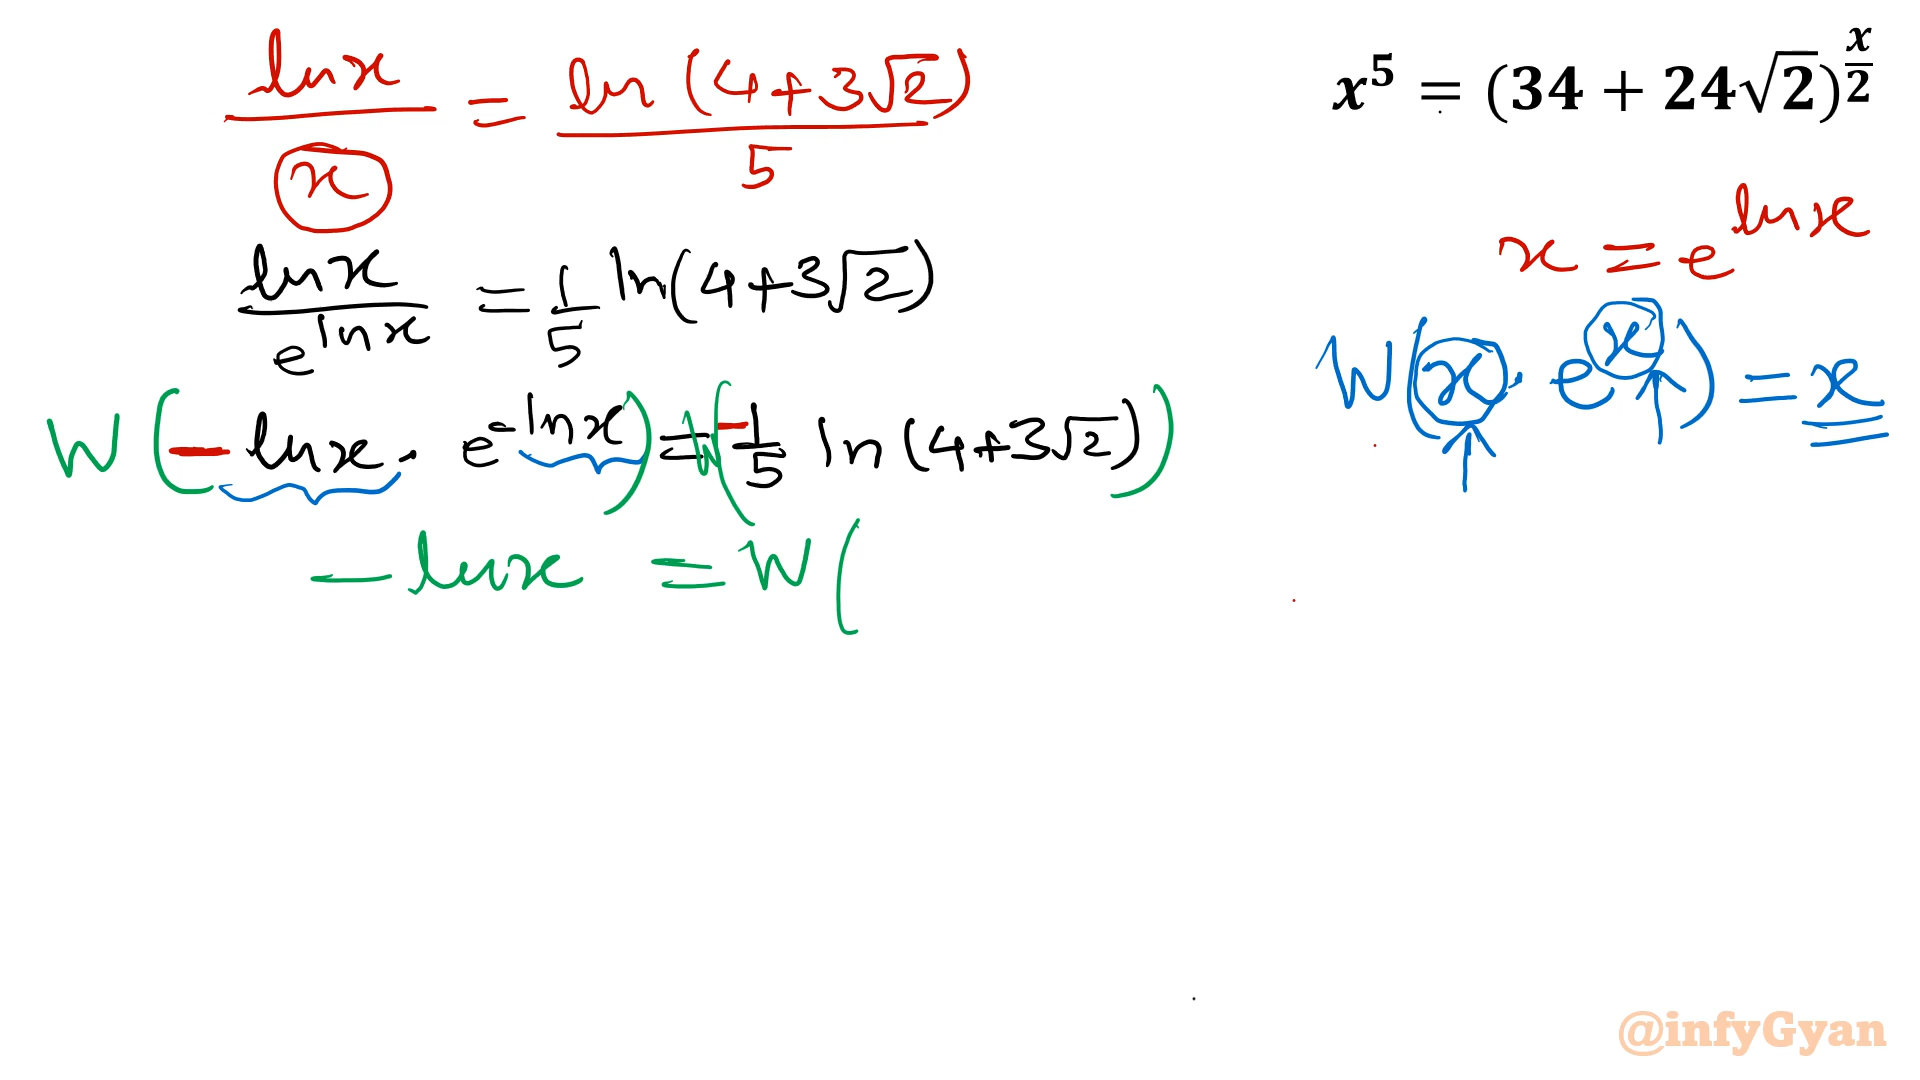 ln x / x = ln (4+3√2) / 5
ln x / e^(ln x) = 1/5 ln(4+3√2)
W(- ln x · e^(-ln x)) = W(-1/5 ln(4+3√2))
- ln x = W(
x⁵ = (34 + 24√2)^(x/2)
x = e^(ln x)
W(x · e^x) = x
@infyGyan